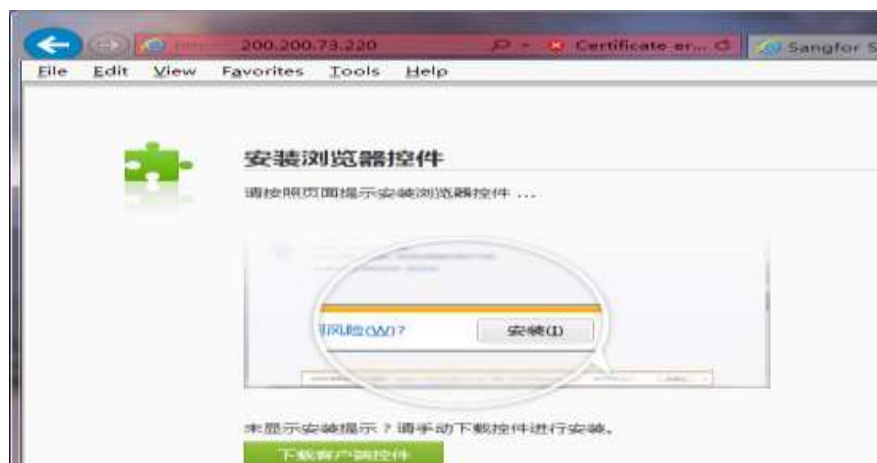 200.200.73.220 Certificate er... Sangfor S
File Edit View Favorites Tools Help
安装浏览器控件
请按照页面提示安装浏览器控件 ...
风险(W)? 安装(I)
未显示安装提示？请手动下载控件进行安装。
下载客户端控件